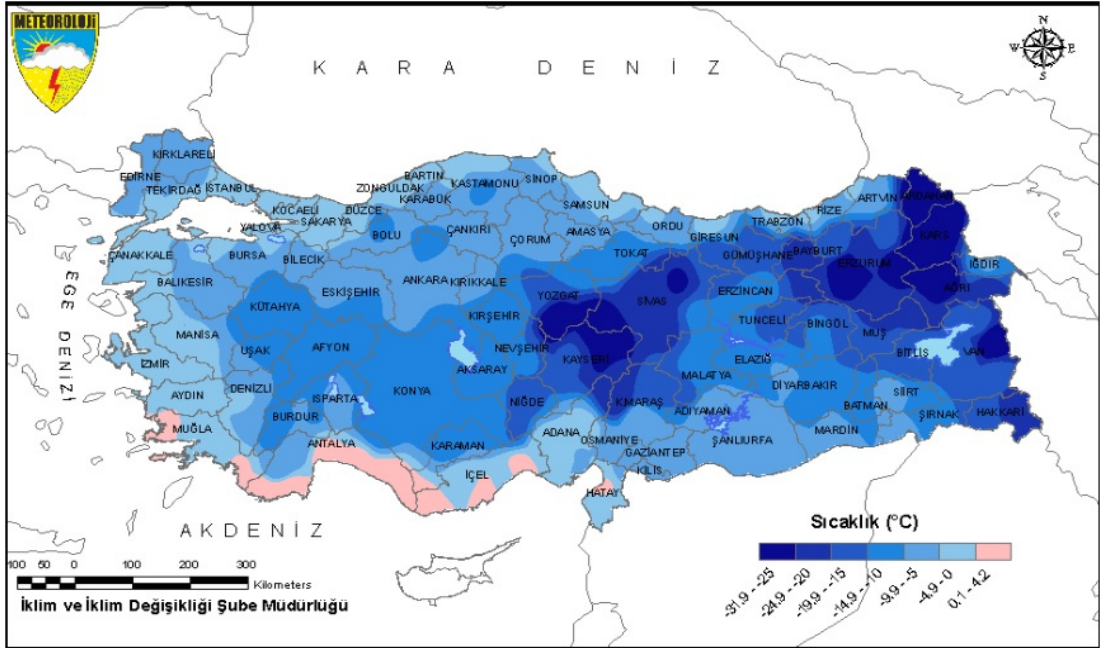 METEOROLOJİ
N
W
E
S
KARA DENİZ
KIRKLARELİ
EDİRNE
TEKİRDAĞ
İSTANBUL
BARTIN
ZONGULDAK
KASTAMONU
SİNOP
KARABÜK
SAMSUN
KOCAELİ
DÜZCE
SAKARYA
YALOVA
BOLU
ÇANKIRI
ÇORUM
AMASYA
ORDU
GİRESUN
TRABZON
RİZE
ARTVİN
ARDAHAN
KARS
ÇANAKKALE
BURSA
BİLECİK
TOKAT
GÜMÜŞHANE
BAYBURT
ERZURUM
IĞDIR
AĞRI
BALIKESİR
ESKİŞEHİR
ANKARA
KIRIKKALE
YOZGAT
SİVAS
ERZİNCAN
KÜTAHYA
KIRŞEHİR
TUNCELİ
BİNGÖL
MUŞ
EGE DENİZİ
MANİSA
UŞAK
AFYON
NEVŞEHİR
KAYSERİ
ELAZIĞ
BİTLİS
VAN
İZMİR
AKSARAY
MALATYA
AYDIN
DENİZLİ
ISPARTA
KONYA
NİĞDE
K.MARAŞ
ADIYAMAN
DİYARBAKIR
BATMAN
SİİRT
ŞIRNAK
HAKKARİ
BURDUR
MUĞLA
ANTALYA
KARAMAN
ADANA
OSMANİYE
GAZİANTEP
ŞANLIURFA
MARDİN
KİLİS
İÇEL
HATAY
AKDENİZ
100 50 0 100 200 300
Kilometers
İklim ve İklim Değişikliği Şube Müdürlüğü
Sıcaklık (°C)
-31,9 - -25
-24,9 - -20
-19,9 - -15
-14,9 - -10
-9,9 - -5
-4,9 - 0
0,1 - 4,2